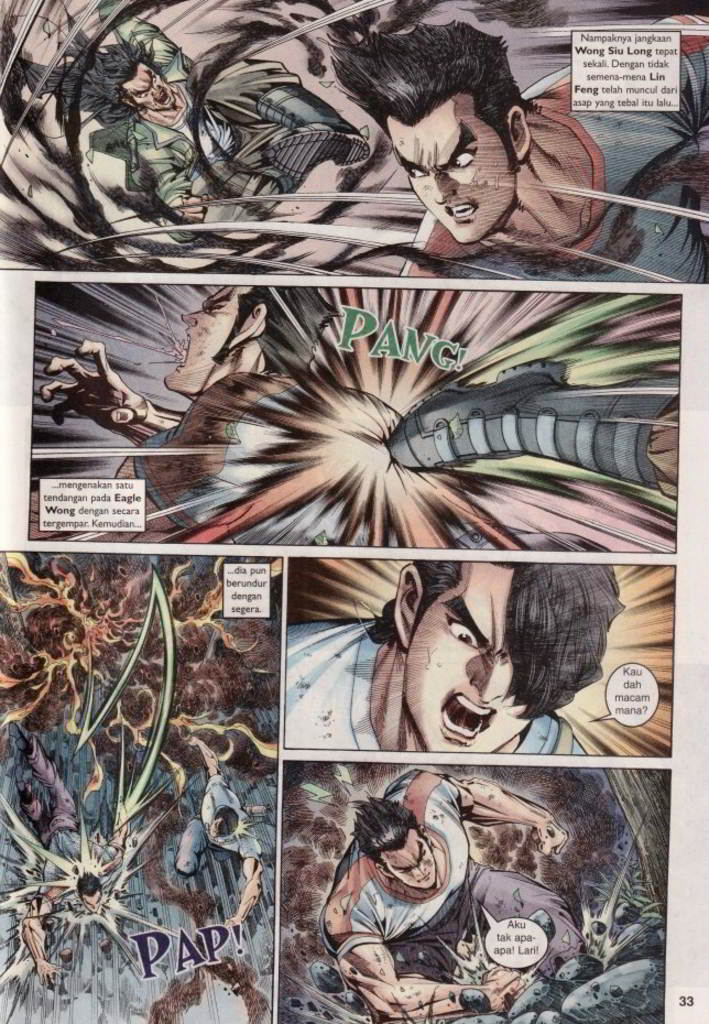 Nampaknya jangkaan
Wong Siu Long tepat
sekali. Dengan tidak
semena-mena Lin
Feng telah muncul dari
asap yang tebal itu lalu...
PANG!
...mengenakan satu
tendangan pada Eagle
Wong dengan secara
tergempar. Kemudian...
...dia pun
berundur
dengan
segera.
Kau
dah
macam
mana?
PAP!
Aku
tak apa-
apa! Lari!
33